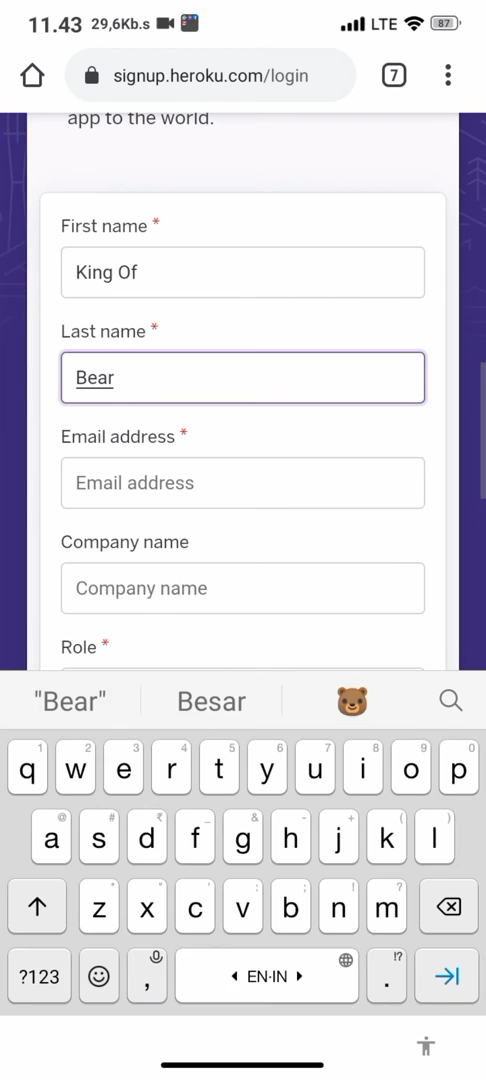 11.43 29,6Kb.s LTE 87
signup.heroku.com/login 7
app to the world.
First name *
King Of
Last name *
Bear
Email address *
Email address
Company name
Company name
Role *
"Bear" Besar
1 2 3 4 5 6 7 8 9 0
q w e r t y u i o p
@ # ₹ _ & - + ( )
a s d f g h j k l
* " ' : ; ! ?
z x c v b n m
!?
?123 , EN·IN .